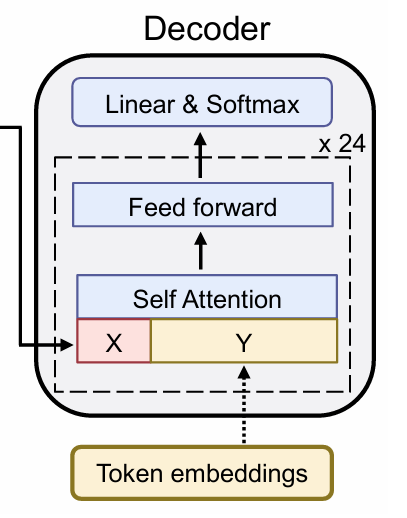 Decoder
Linear & Softmax
x 24
Feed forward
Self Attention
X Y
Token embeddings